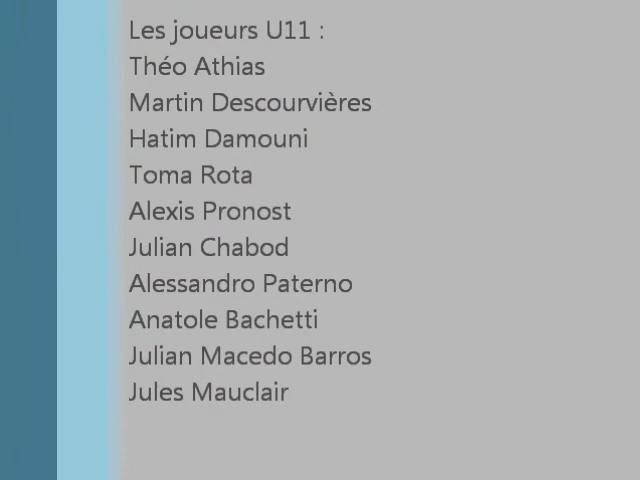 Les joueurs U11 :
Théo Athias
Martin Descourvières
Hatim Damouni
Toma Rota
Alexis Pronost
Julian Chabod
Alessandro Paterno
Anatole Bachetti
Julian Macedo Barros
Jules Mauclair